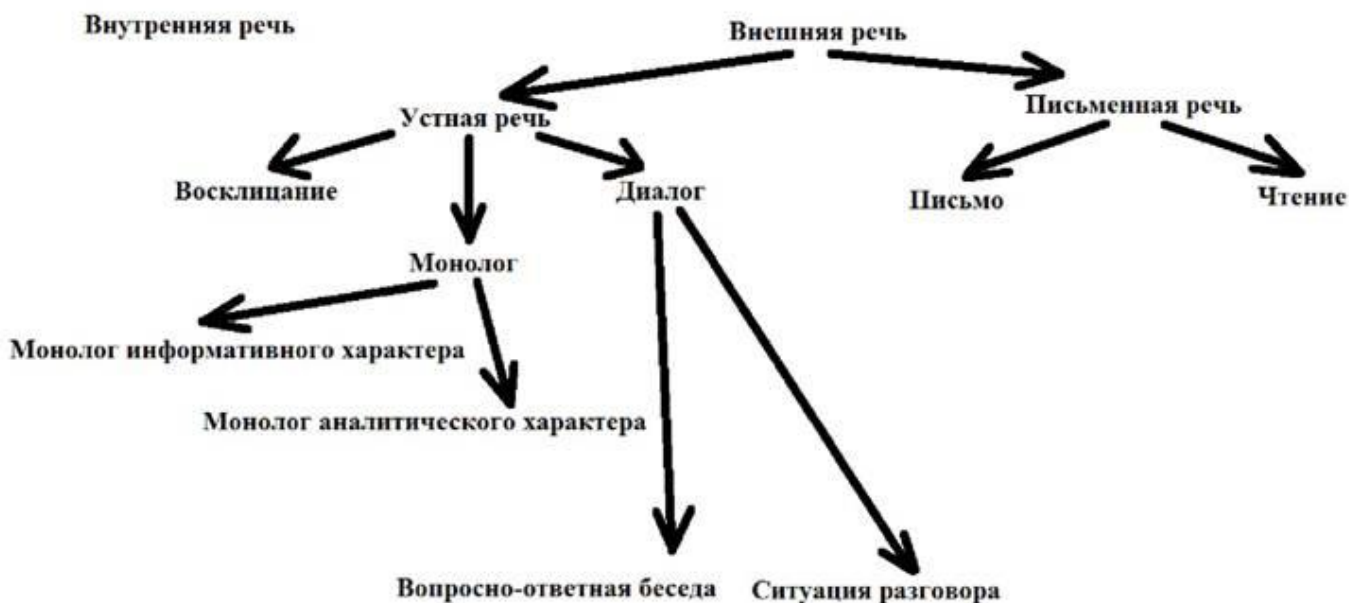 Внутренняя речь
Внешняя речь
Устная речь
Письменная речь
Восклицание
Диалог
Письмо
Чтение
Монолог
Монолог информативного характера
Монолог аналитического характера
Вопросно-ответная беседа
Ситуация разговора